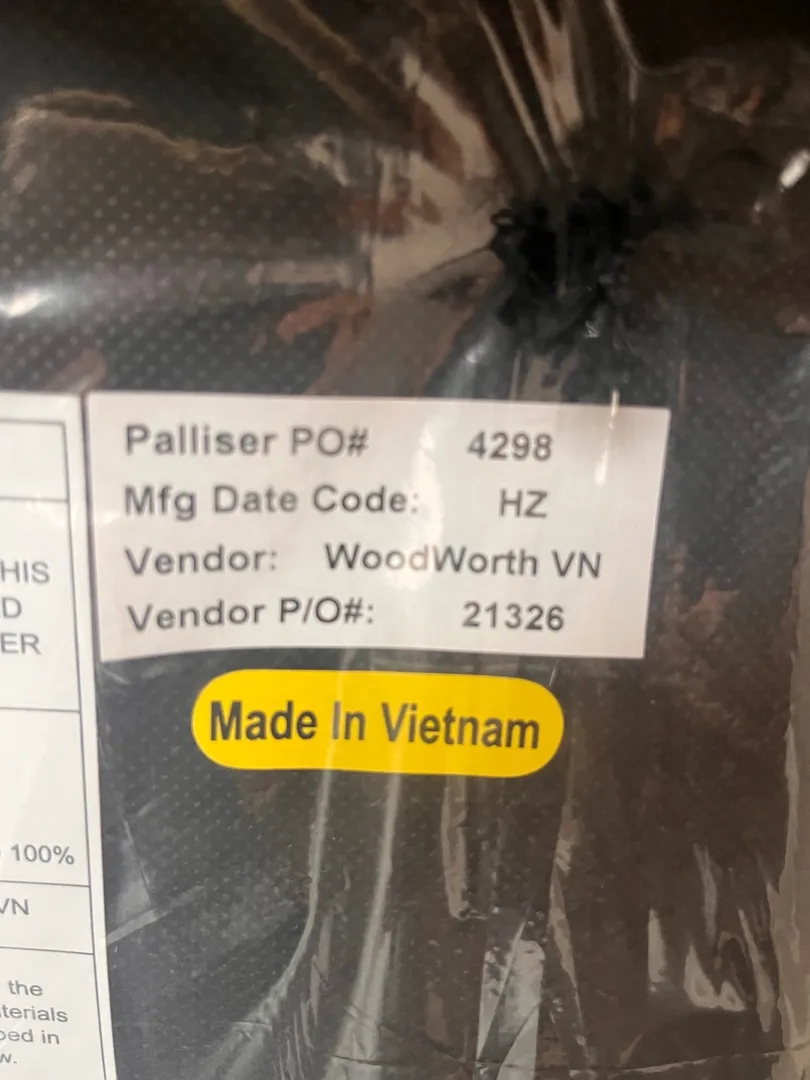 Palliser PO# 4298
Mfg Date Code: HZ
Vendor: WoodWorth VN
Vendor P/O#: 21326
Made In Vietnam
HIS
D
ER
100%
VN
the
terials
ped in
w.